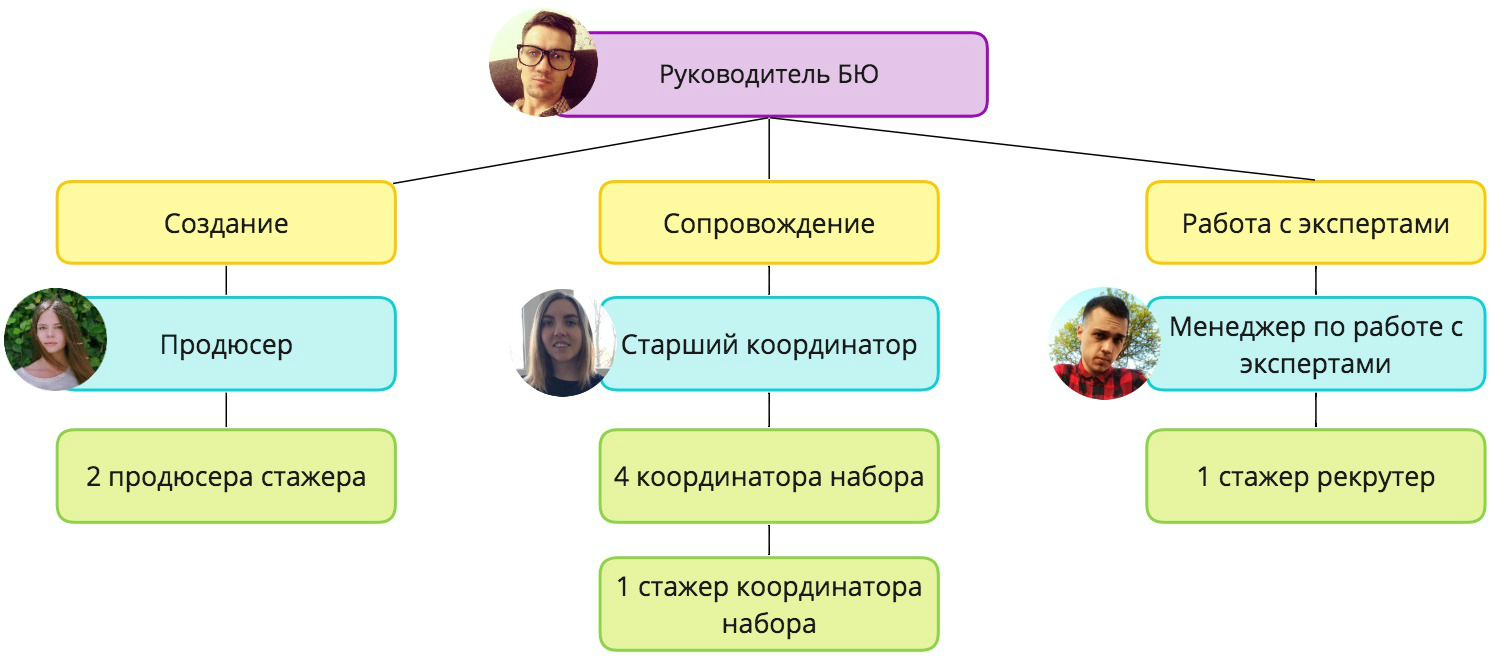 Руководитель БЮ
Создание
Сопровождение
Работа с экспертами
Продюсер
Старший координатор
Менеджер по работе с
экспертами
2 продюсера стажера
4 координатора набора
1 стажер рекрутер
1 стажер координатора
набора